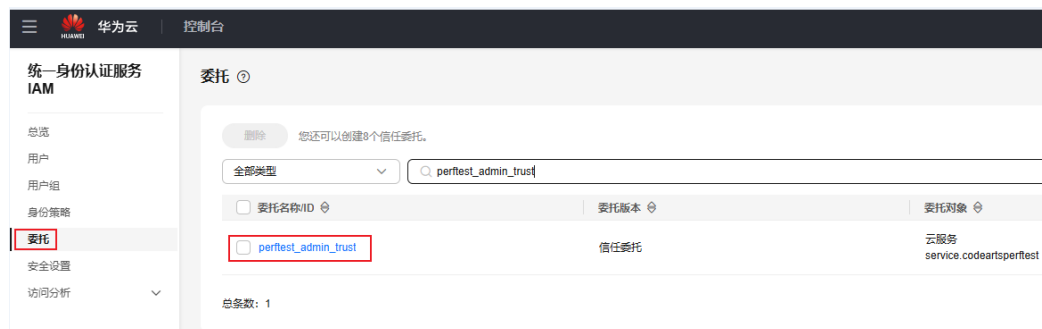 HUAWEI 华为云 控制台
统一身份认证服务
IAM
委托
删除 您还可以创建8个信任委托。
总览
用户
用户组
身份策略
委托
安全设置
访问分析
全部类型 perftest_admin_trust
委托名称/ID 委托版本 委托对象
perftest_admin_trust 信任委托 云服务
service.codeartsperftest
总条数：1